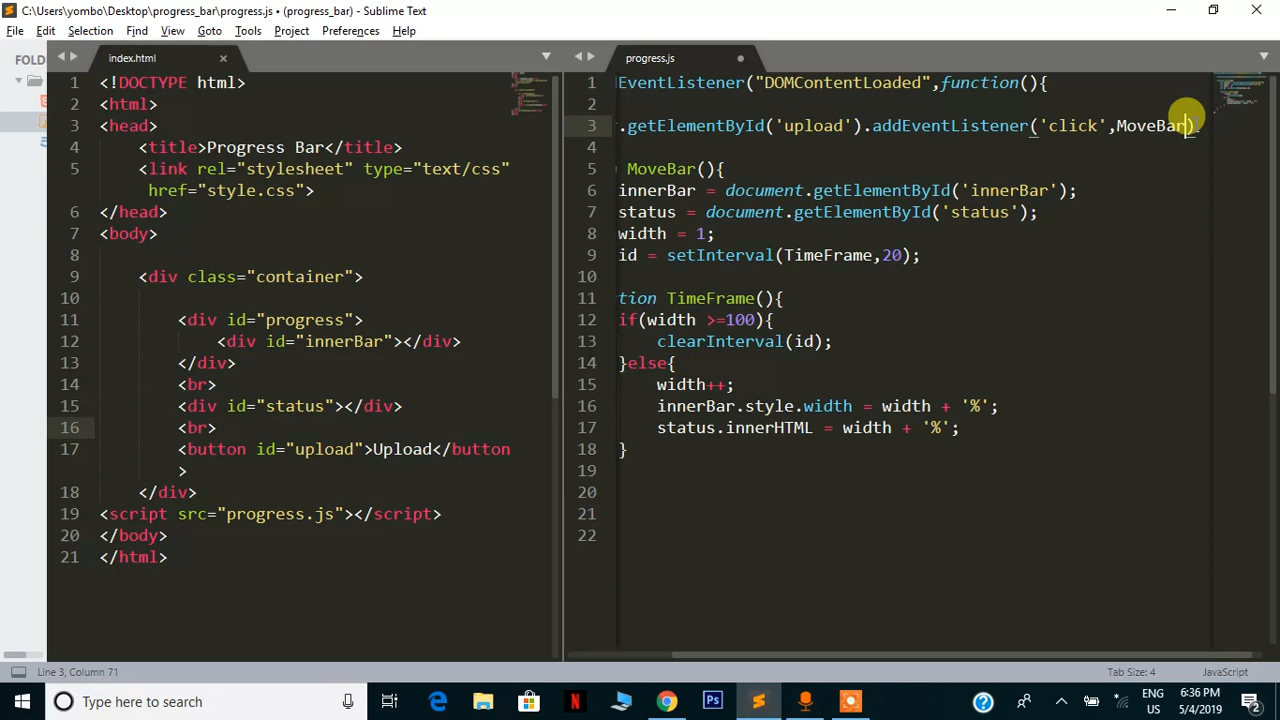 C:\Users\yombo\Desktop\progress_bar\progress.js • (progress_bar) - Sublime Text
File Edit Selection Find View Goto Tools Project Preferences Help
FOLD
index.html
progress.js
1 <!DOCTYPE html>
2 <html>
3 <head>
4 <title>Progress Bar</title>
5 <link rel="stylesheet" type="text/css"
href="style.css">
6 </head>
7 <body>
8
9 <div class="container">
10
11 <div id="progress">
12 <div id="innerBar"></div>
13 </div>
14 <br>
15 <div id="status"></div>
16 <br>
17 <button id="upload">Upload</button
>
18 </div>
19 <script src="progress.js"></script>
20 </body>
21 </html>
1 EventListener("DOMContentLoaded",function(){
2
3 .getElementById('upload').addEventListener('click',MoveBar)
4
5 MoveBar(){
6 innerBar = document.getElementById('innerBar');
7 status = document.getElementById('status');
8 width = 1;
9 id = setInterval(TimeFrame,20);
10
11 tion TimeFrame(){
12 if(width >=100){
13 clearInterval(id);
14 }else{
15 width++;
16 innerBar.style.width = width + '%';
17 status.innerHTML = width + '%';
18 }
19
20
21
22
Line 3, Column 71
Tab Size: 4
JavaScript
Type here to search
ENG
US
6:36 PM
5/4/2019
2